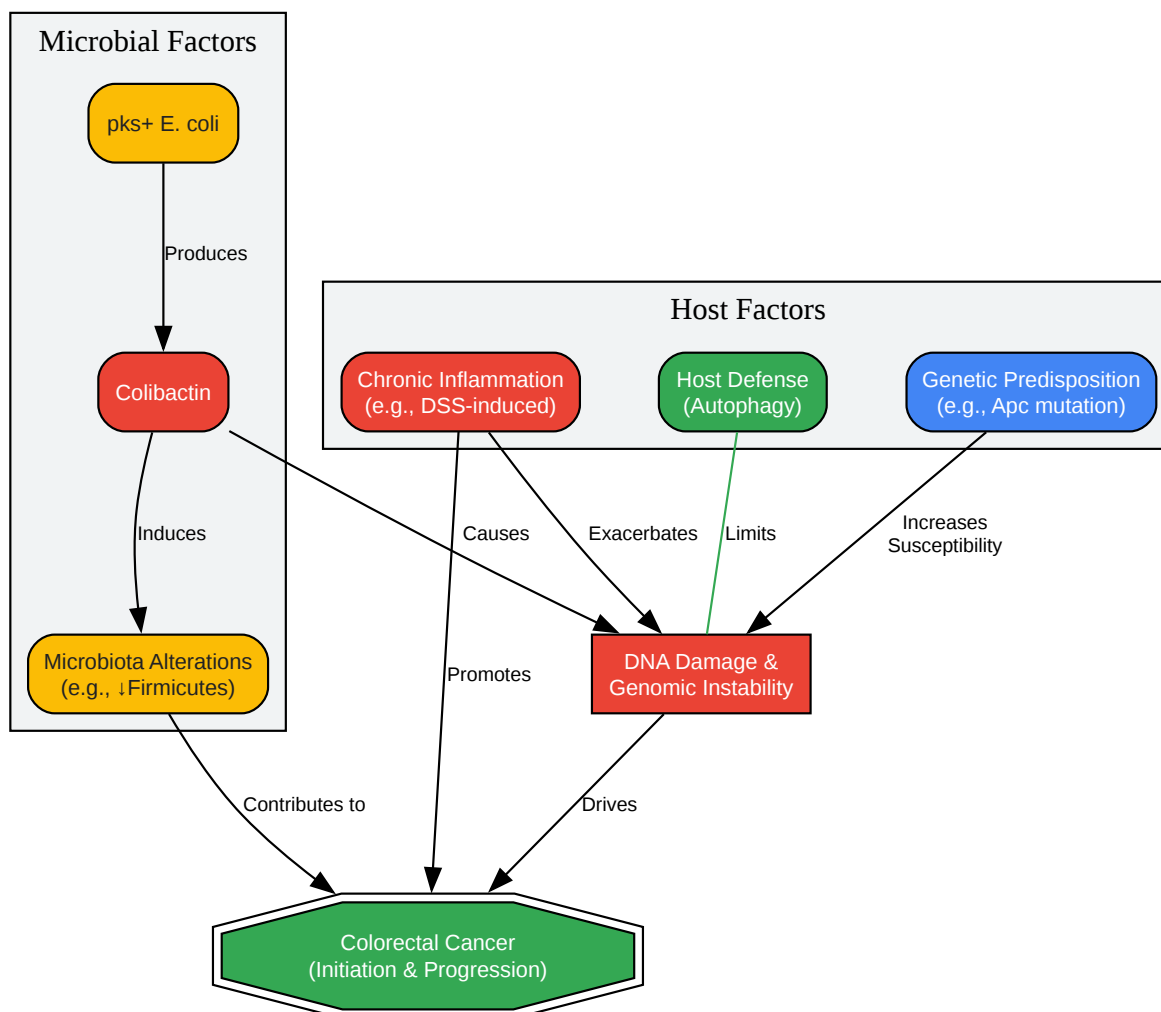 Microbial Factors
pks+ E. coli
Produces
Host Factors
Colibactin
Chronic Inflammation
(e.g., DSS-induced)
Host Defense
(Autophagy)
Genetic Predisposition
(e.g., Apc mutation)
Induces
Causes
Exacerbates
Limits
Increases
Susceptibility
Microbiota Alterations
(e.g., ↓Firmicutes)
Promotes
DNA Damage &
Genomic Instability
Contributes to
Drives
Colorectal Cancer
(Initiation & Progression)